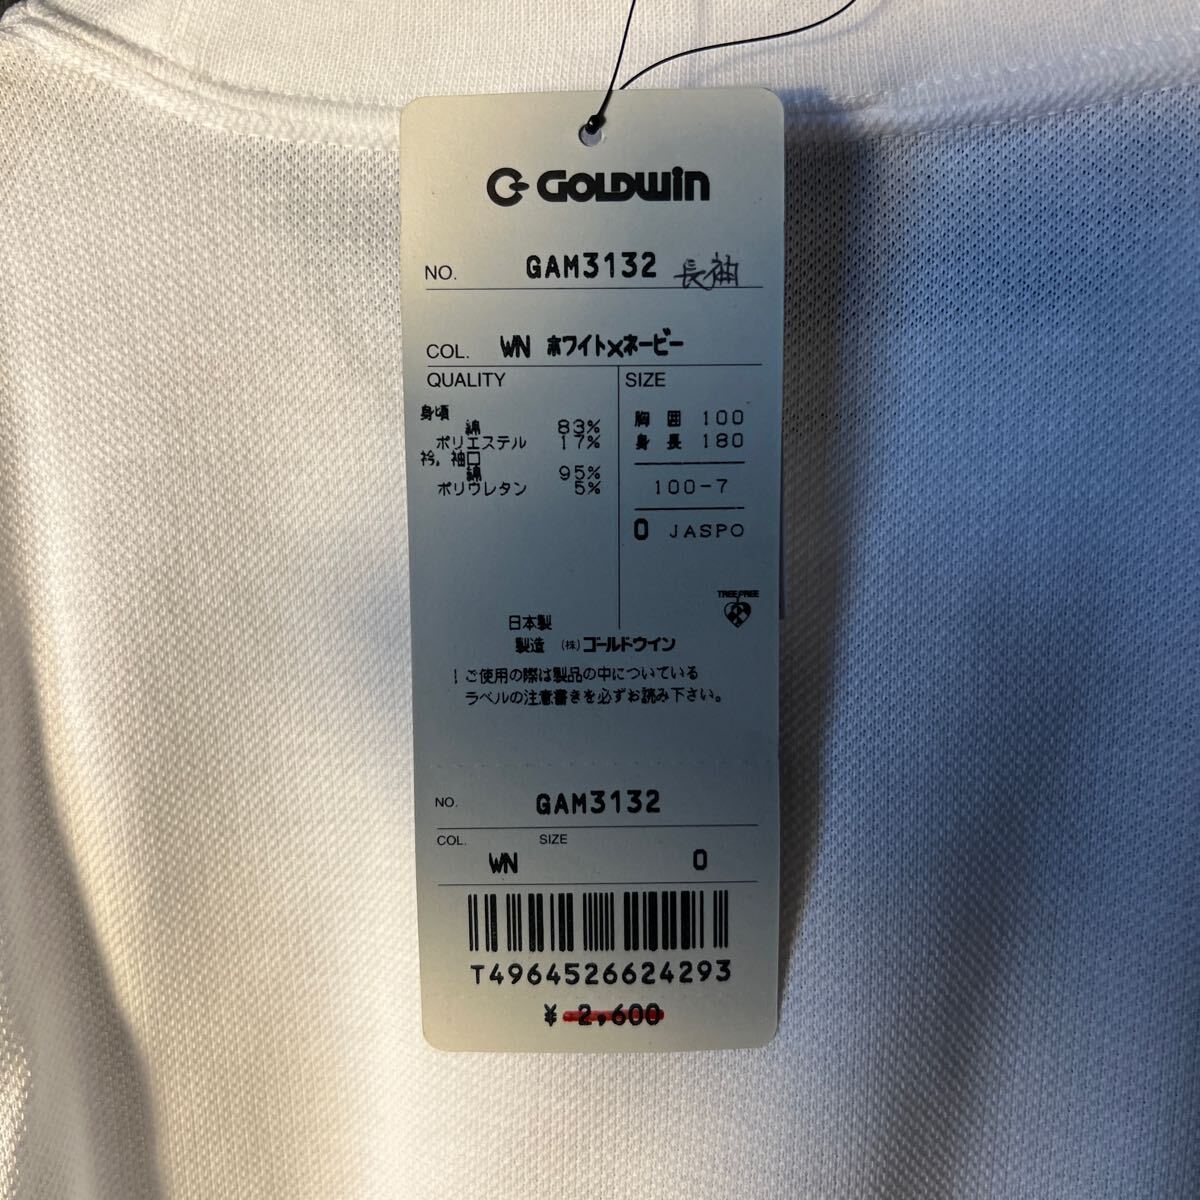 GOLDWIN
NO. GAM3132 長袖
COL. WN ホワイト×ネービー
QUALITY
身頃
綿 83%
ポリエステル 17%
衿, 袖口
綿 95%
ポリウレタン 5%
SIZE
胸囲 100
身長 180
100-7
O JASPO
TREE FREE
日本製
製造 (株)ゴールドウイン
! ご使用の際は製品の中についている
ラベルの注意書きを必ずお読み下さい。
NO. GAM3132
COL. SIZE
WN O
T4964526624293
¥ 2,600